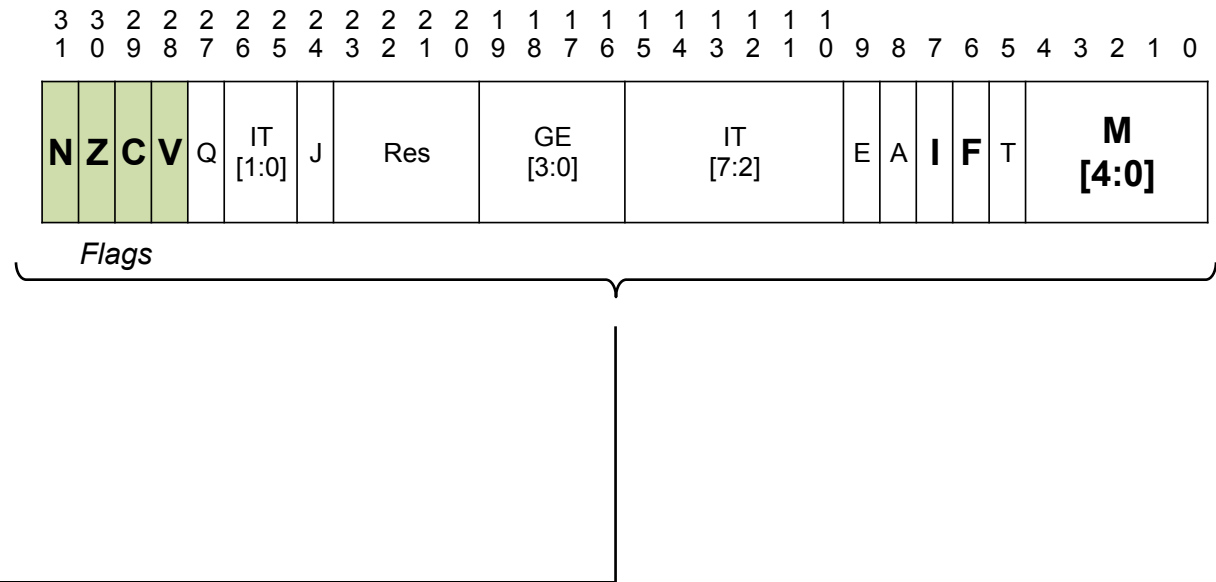 3 3 2 2 2 2 2 2 2 2 2 2 1 1 1 1 1 1 1 1 1 1
1 0 9 8 7 6 5 4 3 2 1 0 9 8 7 6 5 4 3 2 1 0 9 8 7 6 5 4 3 2 1 0
N Z C V Q IT [1:0] J Res GE [3:0] IT [7:2] E A I F T M [4:0]
Flags